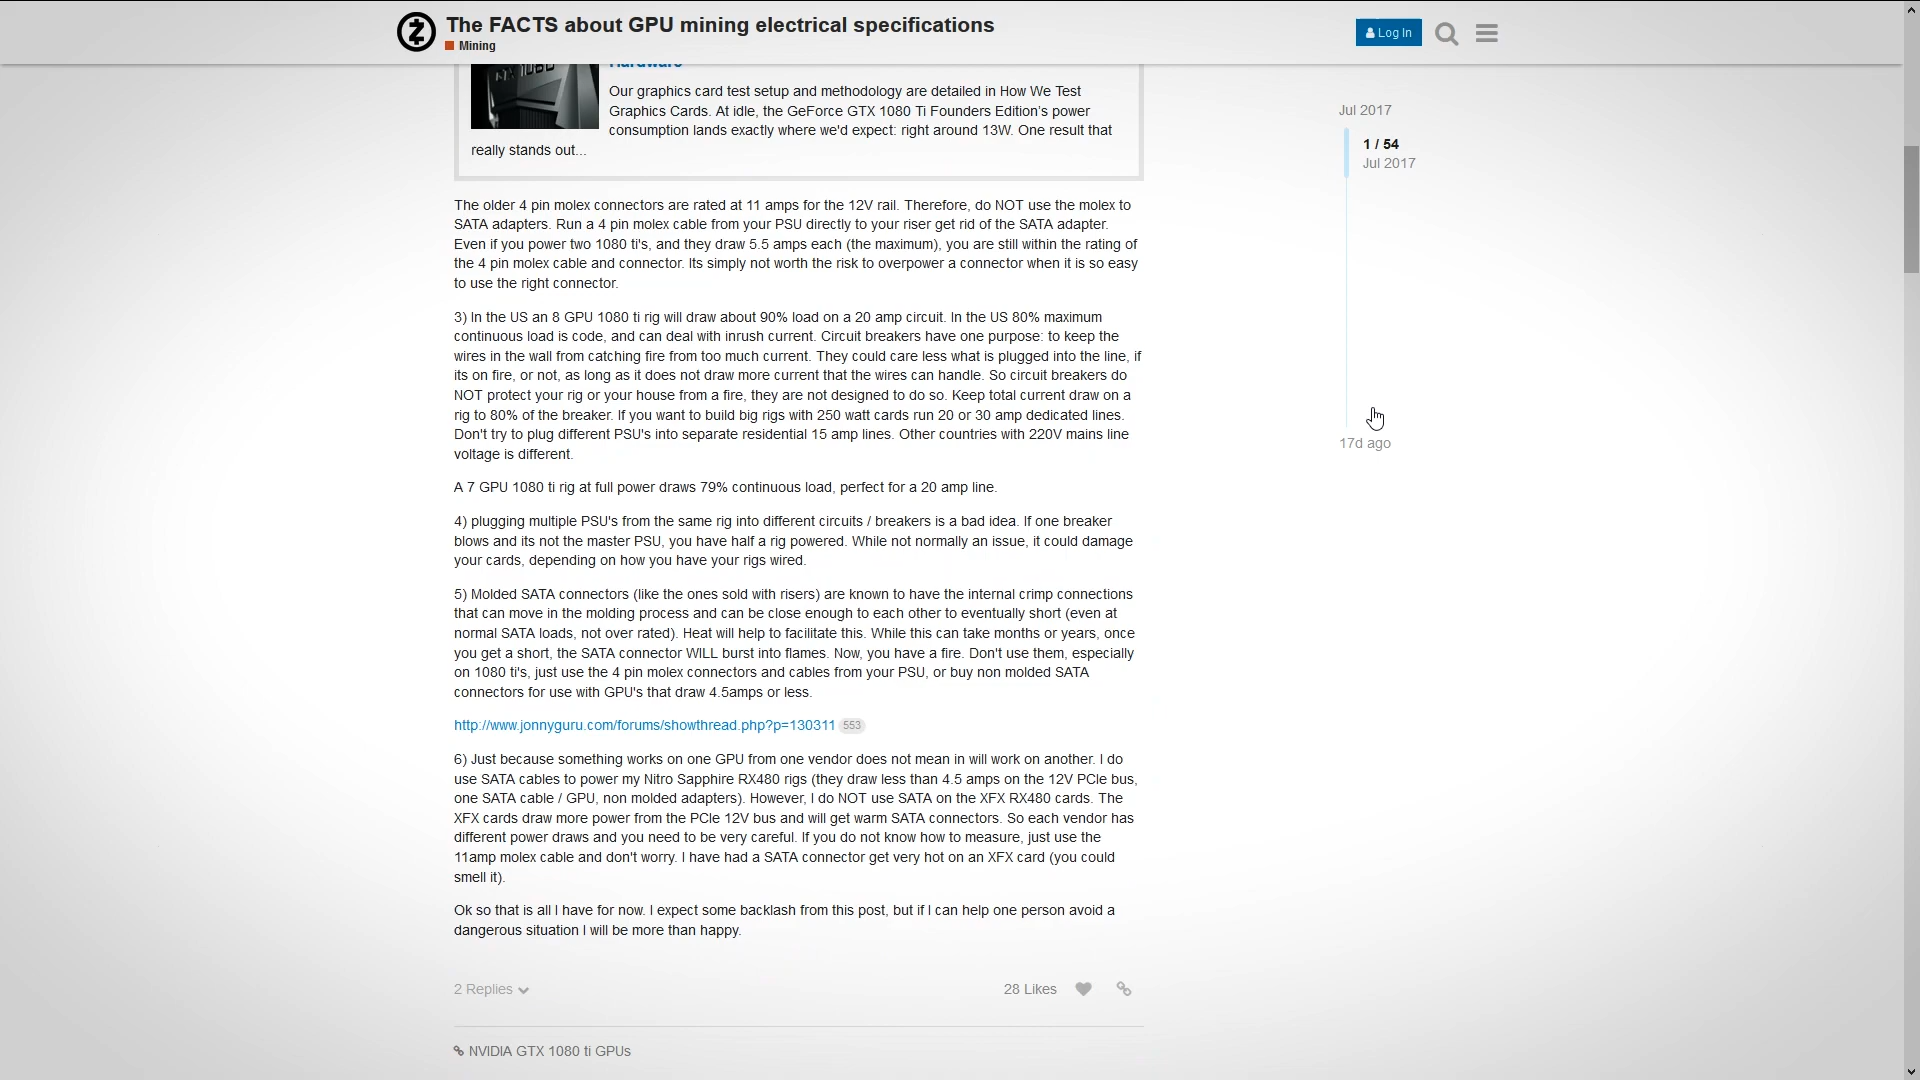 The FACTS about GPU mining electrical specifications
Mining
Log In
Hardware
Our graphics card test setup and methodology are detailed in How We Test
Graphics Cards. At idle, the GeForce GTX 1080 Ti Founders Edition's power
consumption lands exactly where we'd expect: right around 13W. One result that
really stands out...
Jul 2017
1 / 54
Jul 2017
17d ago
The older 4 pin molex connectors are rated at 11 amps for the 12V rail. Therefore, do NOT use the molex to
SATA adapters. Run a 4 pin molex cable from your PSU directly to your riser get rid of the SATA adapter.
Even if you power two 1080 ti's, and they draw 5.5 amps each (the maximum), you are still within the rating of
the 4 pin molex cable and connector. Its simply not worth the risk to overpower a connector when it is so easy
to use the right connector.
3) In the US an 8 GPU 1080 ti rig will draw about 90% load on a 20 amp circuit. In the US 80% maximum
continuous load is code, and can deal with inrush current. Circuit breakers have one purpose: to keep the
wires in the wall from catching fire from too much current. They could care less what is plugged into the line, if
its on fire, or not, as long as it does not draw more current that the wires can handle. So circuit breakers do
NOT protect your rig or your house from a fire, they are not designed to do so. Keep total current draw on a
rig to 80% of the breaker. If you want to build big rigs with 250 watt cards run 20 or 30 amp dedicated lines.
Don't try to plug different PSU's into separate residential 15 amp lines. Other countries with 220V mains line
voltage is different.
A 7 GPU 1080 ti rig at full power draws 79% continuous load, perfect for a 20 amp line.
4) plugging multiple PSU's from the same rig into different circuits / breakers is a bad idea. If one breaker
blows and its not the master PSU, you have half a rig powered. While not normally an issue, it could damage
your cards, depending on how you have your rigs wired.
5) Molded SATA connectors (like the ones sold with risers) are known to have the internal crimp connections
that can move in the molding process and can be close enough to each other to eventually short (even at
normal SATA loads, not over rated). Heat will help to facilitate this. While this can take months or years, once
you get a short, the SATA connector WILL burst into flames. Now, you have a fire. Don't use them, especially
on 1080 ti's, just use the 4 pin molex connectors and cables from your PSU, or buy non molded SATA
connectors for use with GPU's that draw 4.5amps or less.
http://www.jonnyguru.com/forums/showthread.php?p=130311 553
6) Just because something works on one GPU from one vendor does not mean in will work on another. I do
use SATA cables to power my Nitro Sapphire RX480 rigs (they draw less than 4.5 amps on the 12V PCIe bus,
one SATA cable / GPU, non molded adapters). However, I do NOT use SATA on the XFX RX480 cards. The
XFX cards draw more power from the PCIe 12V bus and will get warm SATA connectors. So each vendor has
different power draws and you need to be very careful. If you do not know how to measure, just use the
11amp molex cable and don't worry. I have had a SATA connector get very hot on an XFX card (you could
smell it).
Ok so that is all I have for now. I expect some backlash from this post, but if I can help one person avoid a
dangerous situation I will be more than happy.
2 Replies
28 Likes
NVIDIA GTX 1080 ti GPUs